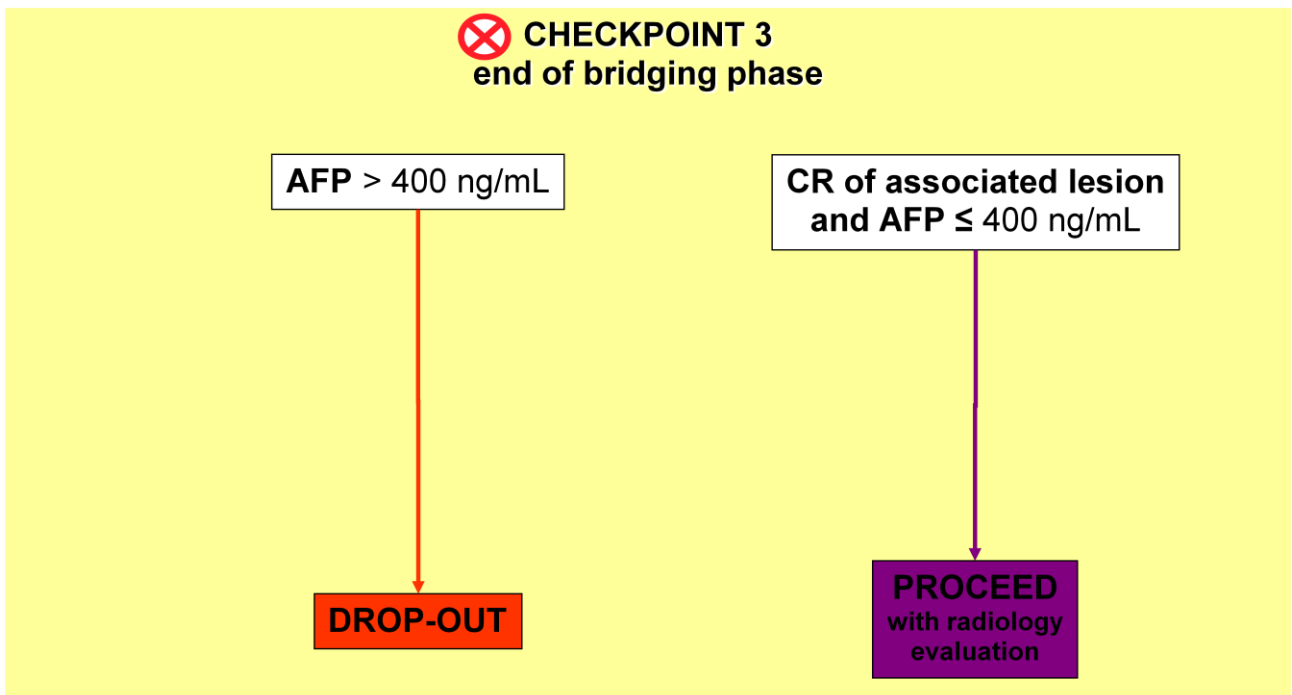 CHECKPOINT 3
end of bridging phase
AFP > 400 ng/mL
CR of associated lesion
and AFP ≤ 400 ng/mL
DROP-OUT
PROCEED
with radiology
evaluation